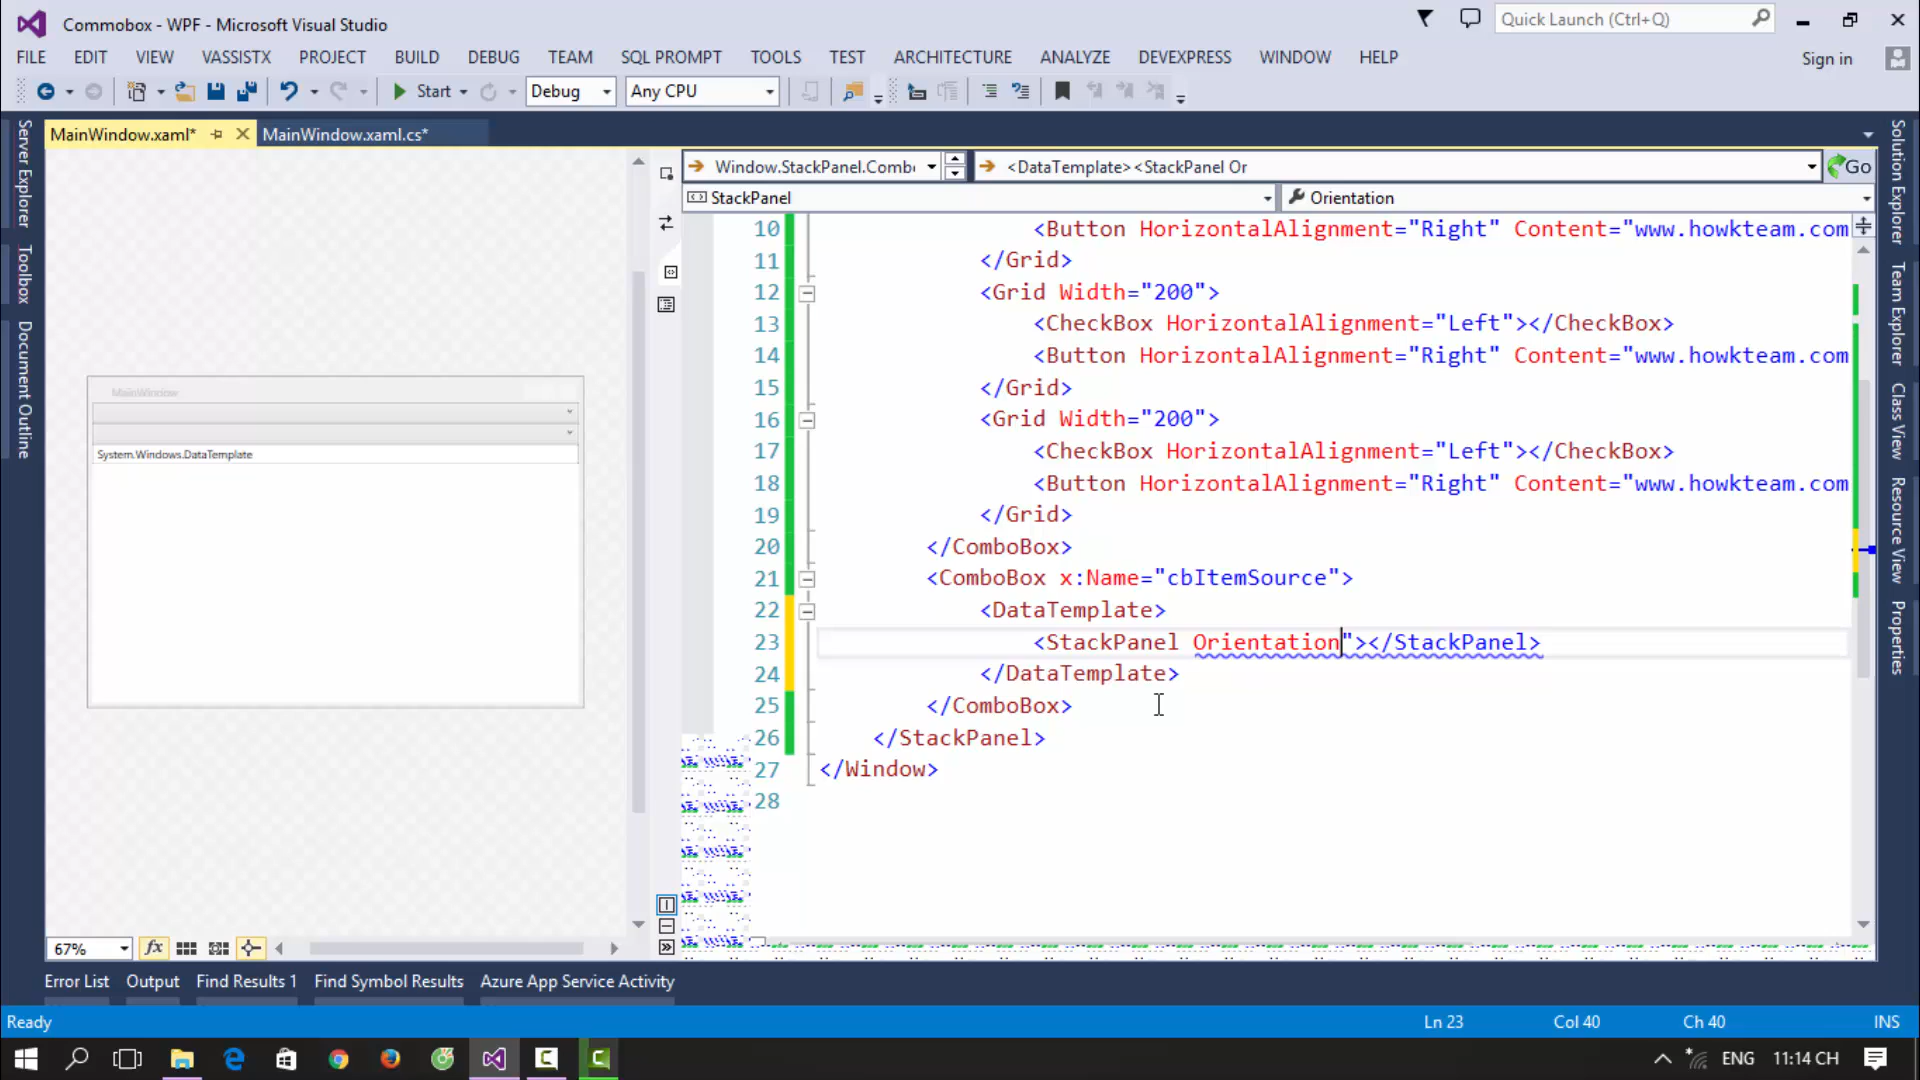 Commobox - WPF - Microsoft Visual Studio
Quick Launch (Ctrl+Q)
FILE EDIT VIEW VASSISTX PROJECT BUILD DEBUG TEAM SQL PROMPT TOOLS TEST ARCHITECTURE ANALYZE DEVEXPRESS WINDOW HELP
Sign in
Start
Debug
Any CPU
MainWindow.xaml*
MainWindow.xaml.cs*
Server Explorer
Toolbox
Document Outline
Window.StackPanel.Comb
<DataTemplate><StackPanel Or
Go
StackPanel
Orientation
10 <Button HorizontalAlignment="Right" Content="www.howkteam.com
11 </Grid>
12 <Grid Width="200">
13 <CheckBox HorizontalAlignment="Left"></CheckBox>
14 <Button HorizontalAlignment="Right" Content="www.howkteam.com
15 </Grid>
16 <Grid Width="200">
17 <CheckBox HorizontalAlignment="Left"></CheckBox>
18 <Button HorizontalAlignment="Right" Content="www.howkteam.com
19 </Grid>
20 </ComboBox>
21 <ComboBox x:Name="cbItemSource">
22 <DataTemplate>
23 <StackPanel Orientation"></StackPanel>
24 </DataTemplate>
25 </ComboBox>
26 </StackPanel>
27 </Window>
28
MainWindow
System.Windows.DataTemplate
Solution Explorer
Team Explorer
Class View
Resource View
Properties
67%
fx
Error List Output Find Results 1 Find Symbol Results Azure App Service Activity
Ready
Ln 23 Col 40 Ch 40 INS
ENG 11:14 CH